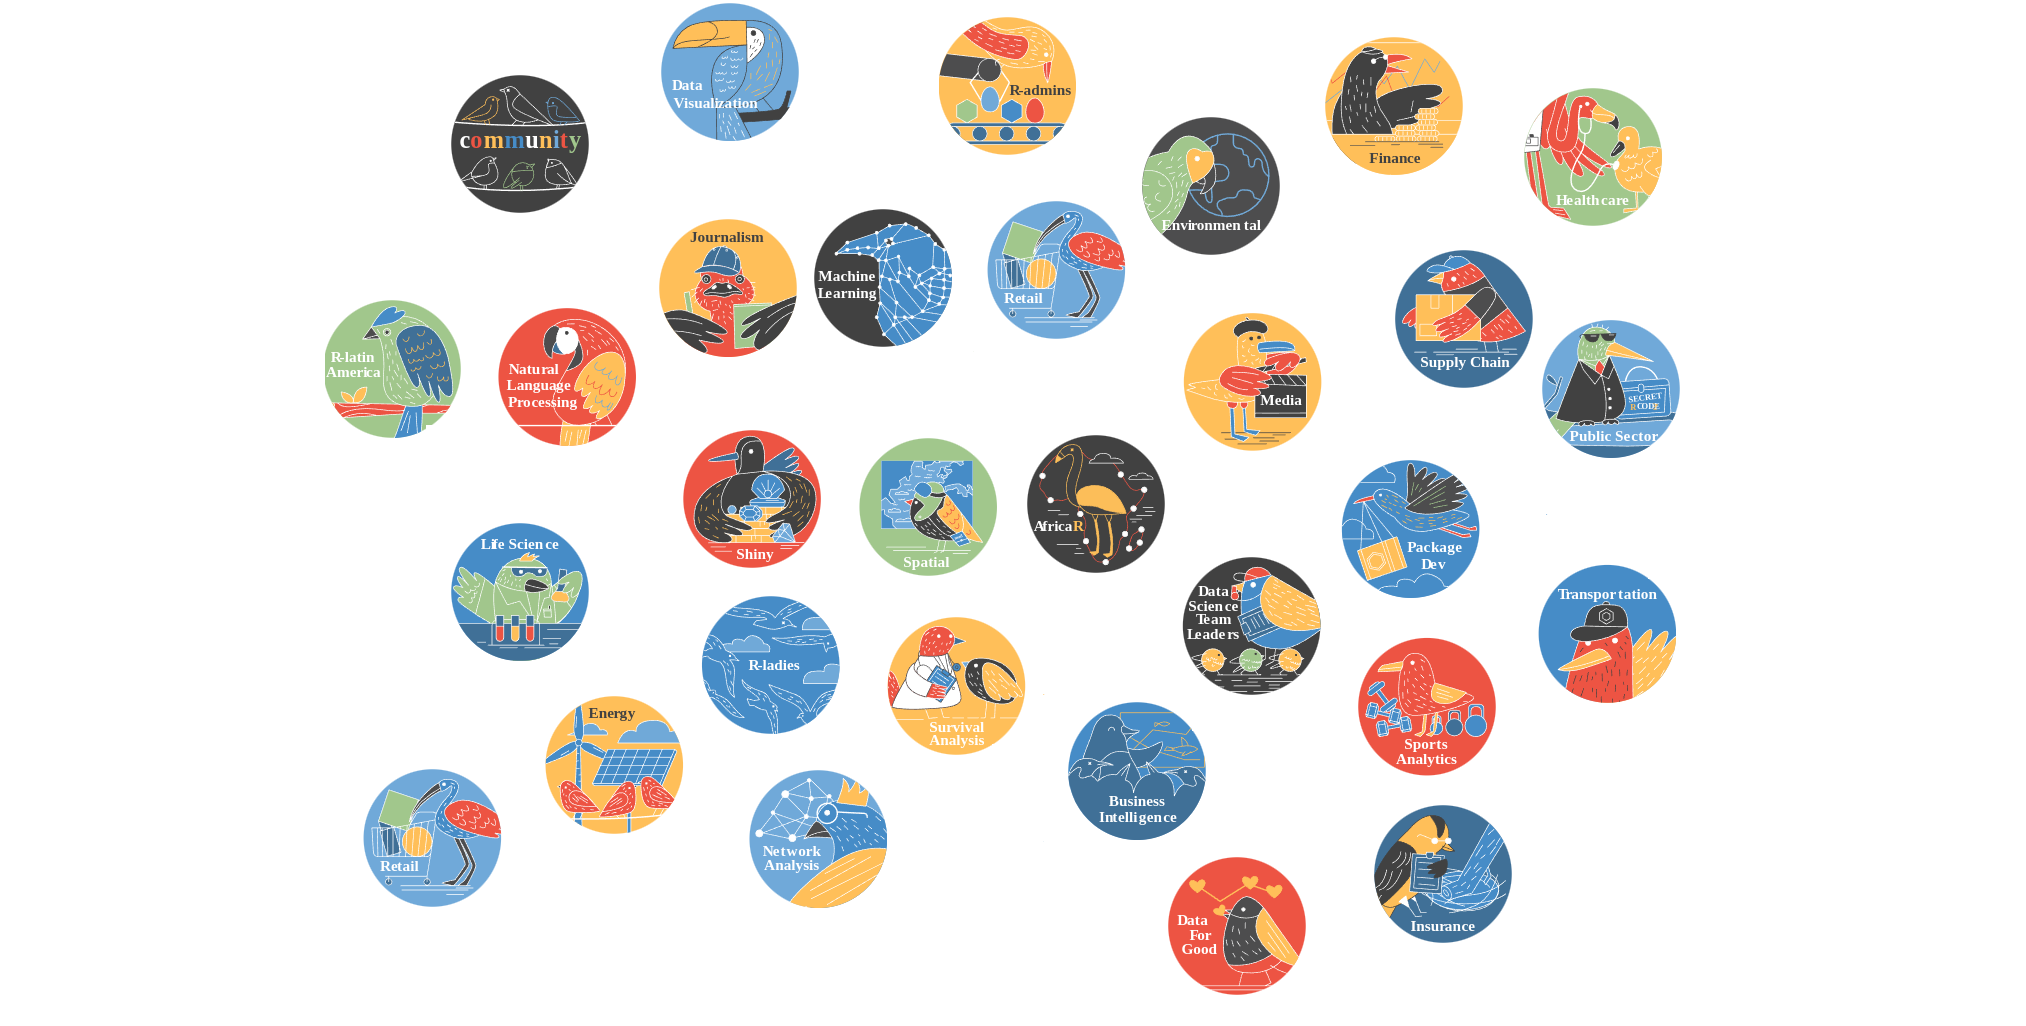 Data
Visualization
R-admins
community
Finance
Healthcare
Environmental
Journalism
Machine
Learning
Retail
R-latin
America
Natural
Language
Processing
Supply Chain
Media
SECRET
RCODE
Public Sector
Shiny
Spatial
AfricaR
Package
Dev
Life Science
Data
Science
Team
Leaders
Transportation
R-ladies
Survival
Analysis
Energy
Sports
Analytics
Business
Intelligence
Retail
Network
Analysis
Data
For
Good
Insurance